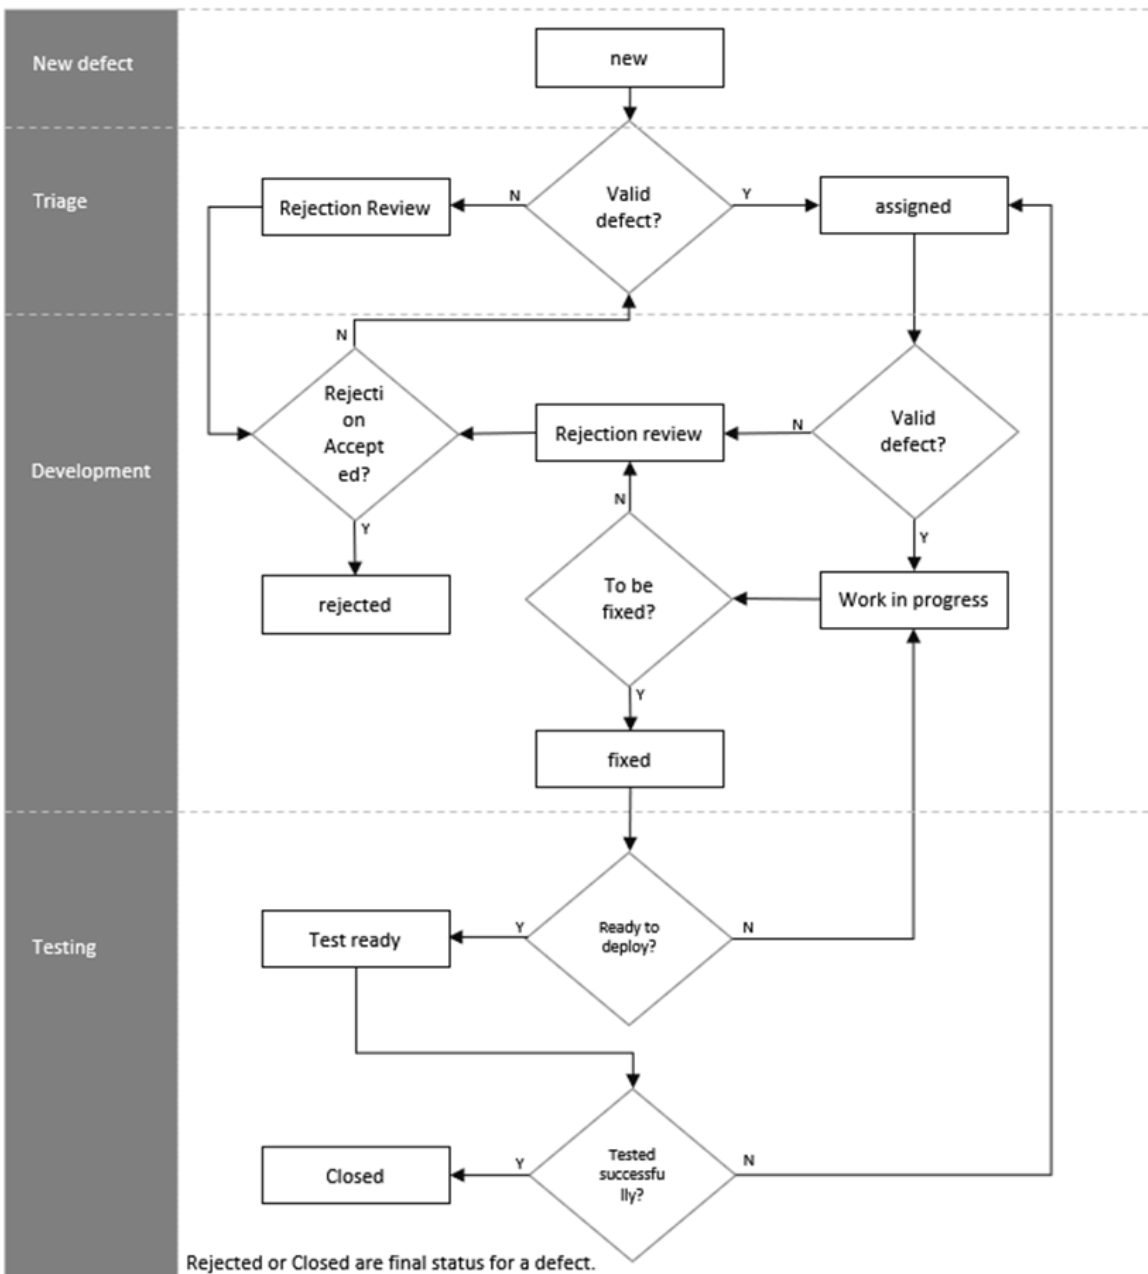 New defect
new
Triage
Rejection Review
N
Valid
defect?
Y
assigned
Development
N
Rejecti
on
Accept
ed?
Y
rejected
Rejection review
N
Valid
defect?
Y
N
To be
fixed?
Y
Work in progress
fixed
Testing
Test ready
Y
Ready to
deploy?
N
Closed
Y
Tested
successfu
lly?
N
Rejected or Closed are final status for a defect.